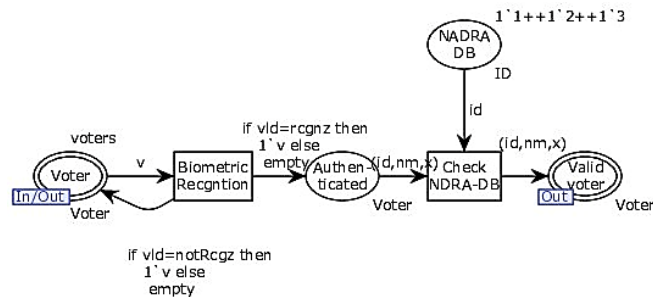 1`1++1`2++1`3
NADRA
DB
ID
id
if vld=rcgnz then
1`v else
empty
voters
v
(id,nm,x)
(id,nm,x)
Voter
Biometric
Recgntion
Authen-
ticated
Check
NDRA-DB
Valid
voter
In/Out
Out
Voter
Voter
Voter
if vld=notRcgz then
1`v else
empty